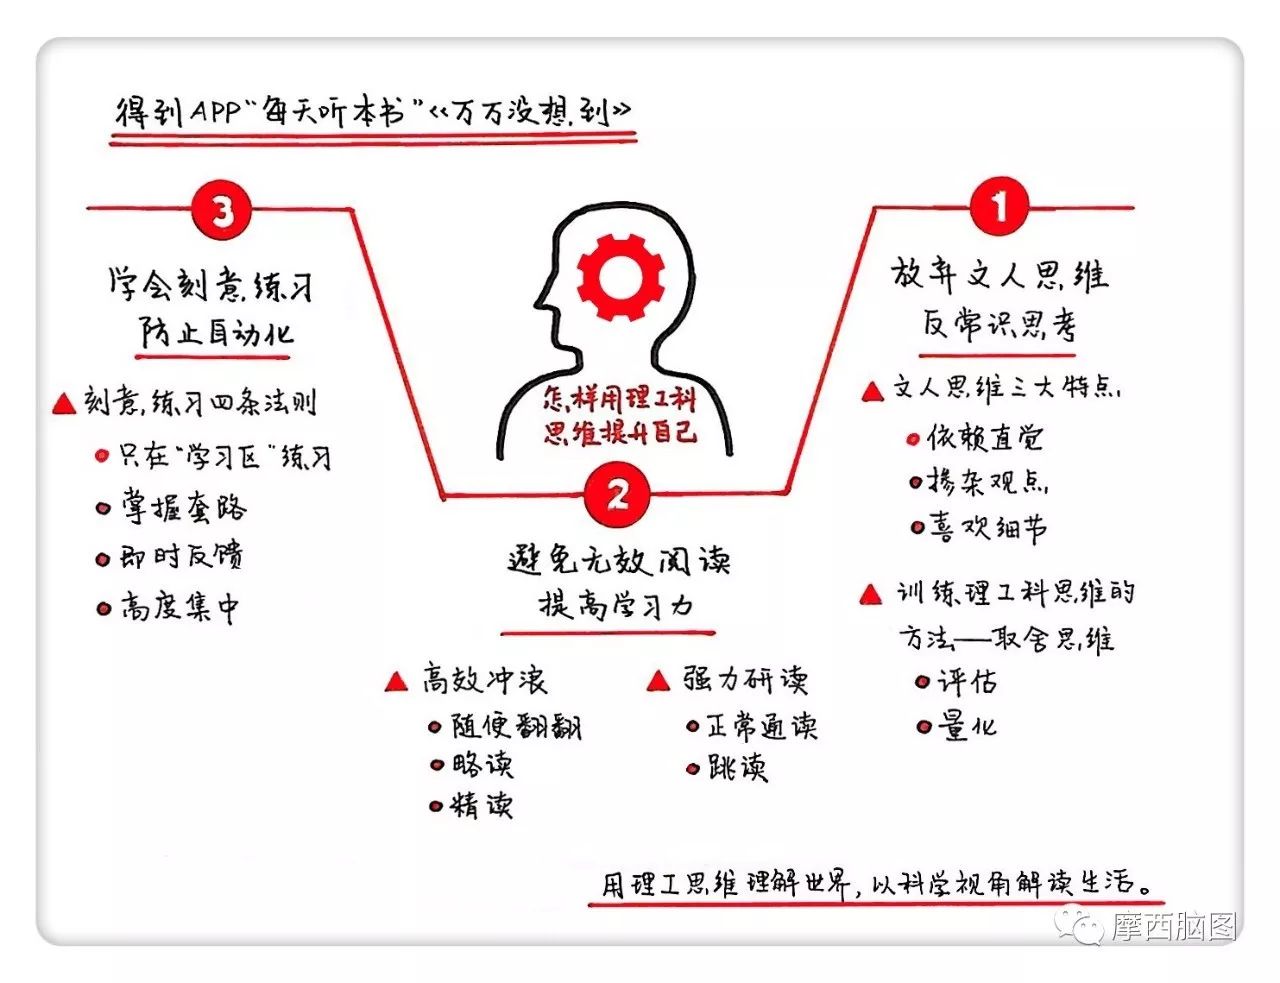 得到APP“每天听本书”《万万没想到》
怎样用理工科
思维提升自己
1
放弃文人思维
反常识思考
文人思维三大特点
依赖直觉
掺杂观点
喜欢细节
训练理工科思维的
方法——取舍思维
评估
量化
2
避免无效阅读
提高学习力
高效冲浪
随便翻翻
略读
精读
强力研读
正常通读
跳读
3
学会刻意练习
防止自动化
刻意练习四条法则
只在“学习区”练习
掌握套路
即时反馈
高度集中
用理工思维理解世界，以科学视角解读生活。
摩西脑图